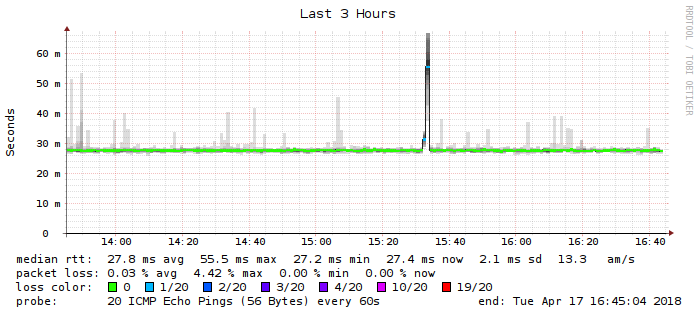 Last 3 Hours
RRDTOOL / TOBI OETIKER
Seconds
60 m
50 m
40 m
30 m
20 m
10 m
0
14:00 14:20 14:40 15:00 15:20 15:40 16:00 16:20 16:40
median rtt: 27.8 ms avg 55.5 ms max 27.2 ms min 27.4 ms now 2.1 ms sd 13.3 am/s
packet loss: 0.03 % avg 4.42 % max 0.00 % min 0.00 % now
loss color: 0 1/20 2/20 3/20 4/20 10/20 19/20
probe: 20 ICMP Echo Pings (56 Bytes) every 60s end: Tue Apr 17 16:45:04 2018